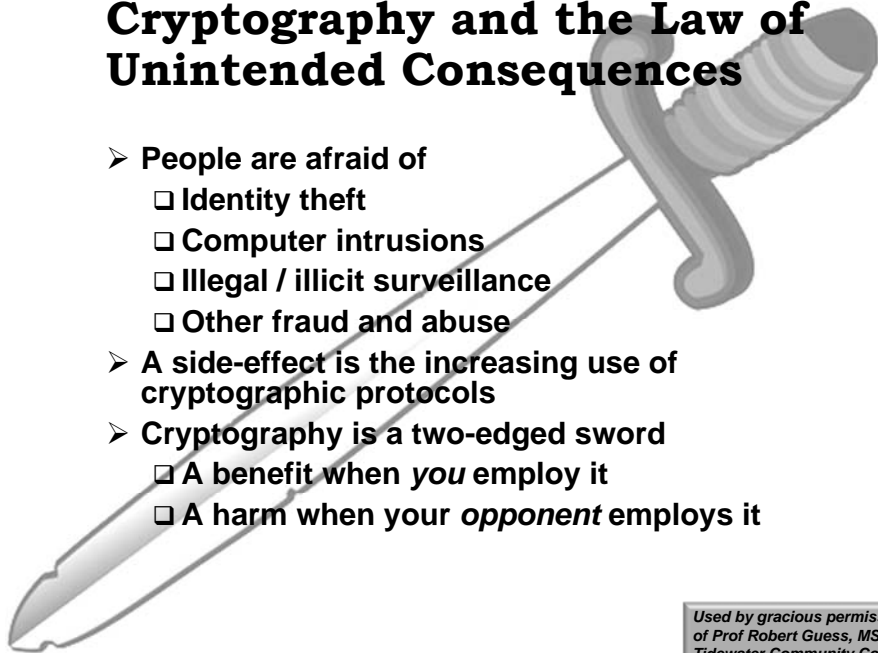 Cryptography and the Law of
Unintended Consequences
➢ People are afraid of
❑ Identity theft
❑ Computer intrusions
❑ Illegal / illicit surveillance
❑ Other fraud and abuse
➢ A side-effect is the increasing use of
cryptographic protocols
➢ Cryptography is a two-edged sword
❑ A benefit when you employ it
❑ A harm when your opponent employs it
Used by gracious
of Prof Robert Guess, MS
Tidewater Community